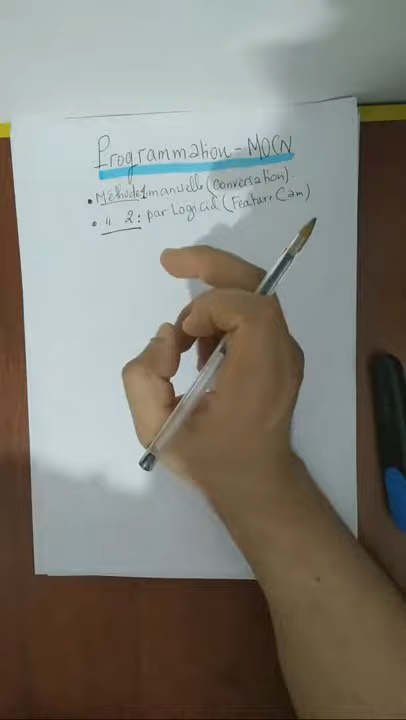 Programmation - MOCN
• Méthode 1 manuelle (conversation).
• " 2: par Logiciel (Feature Cam)